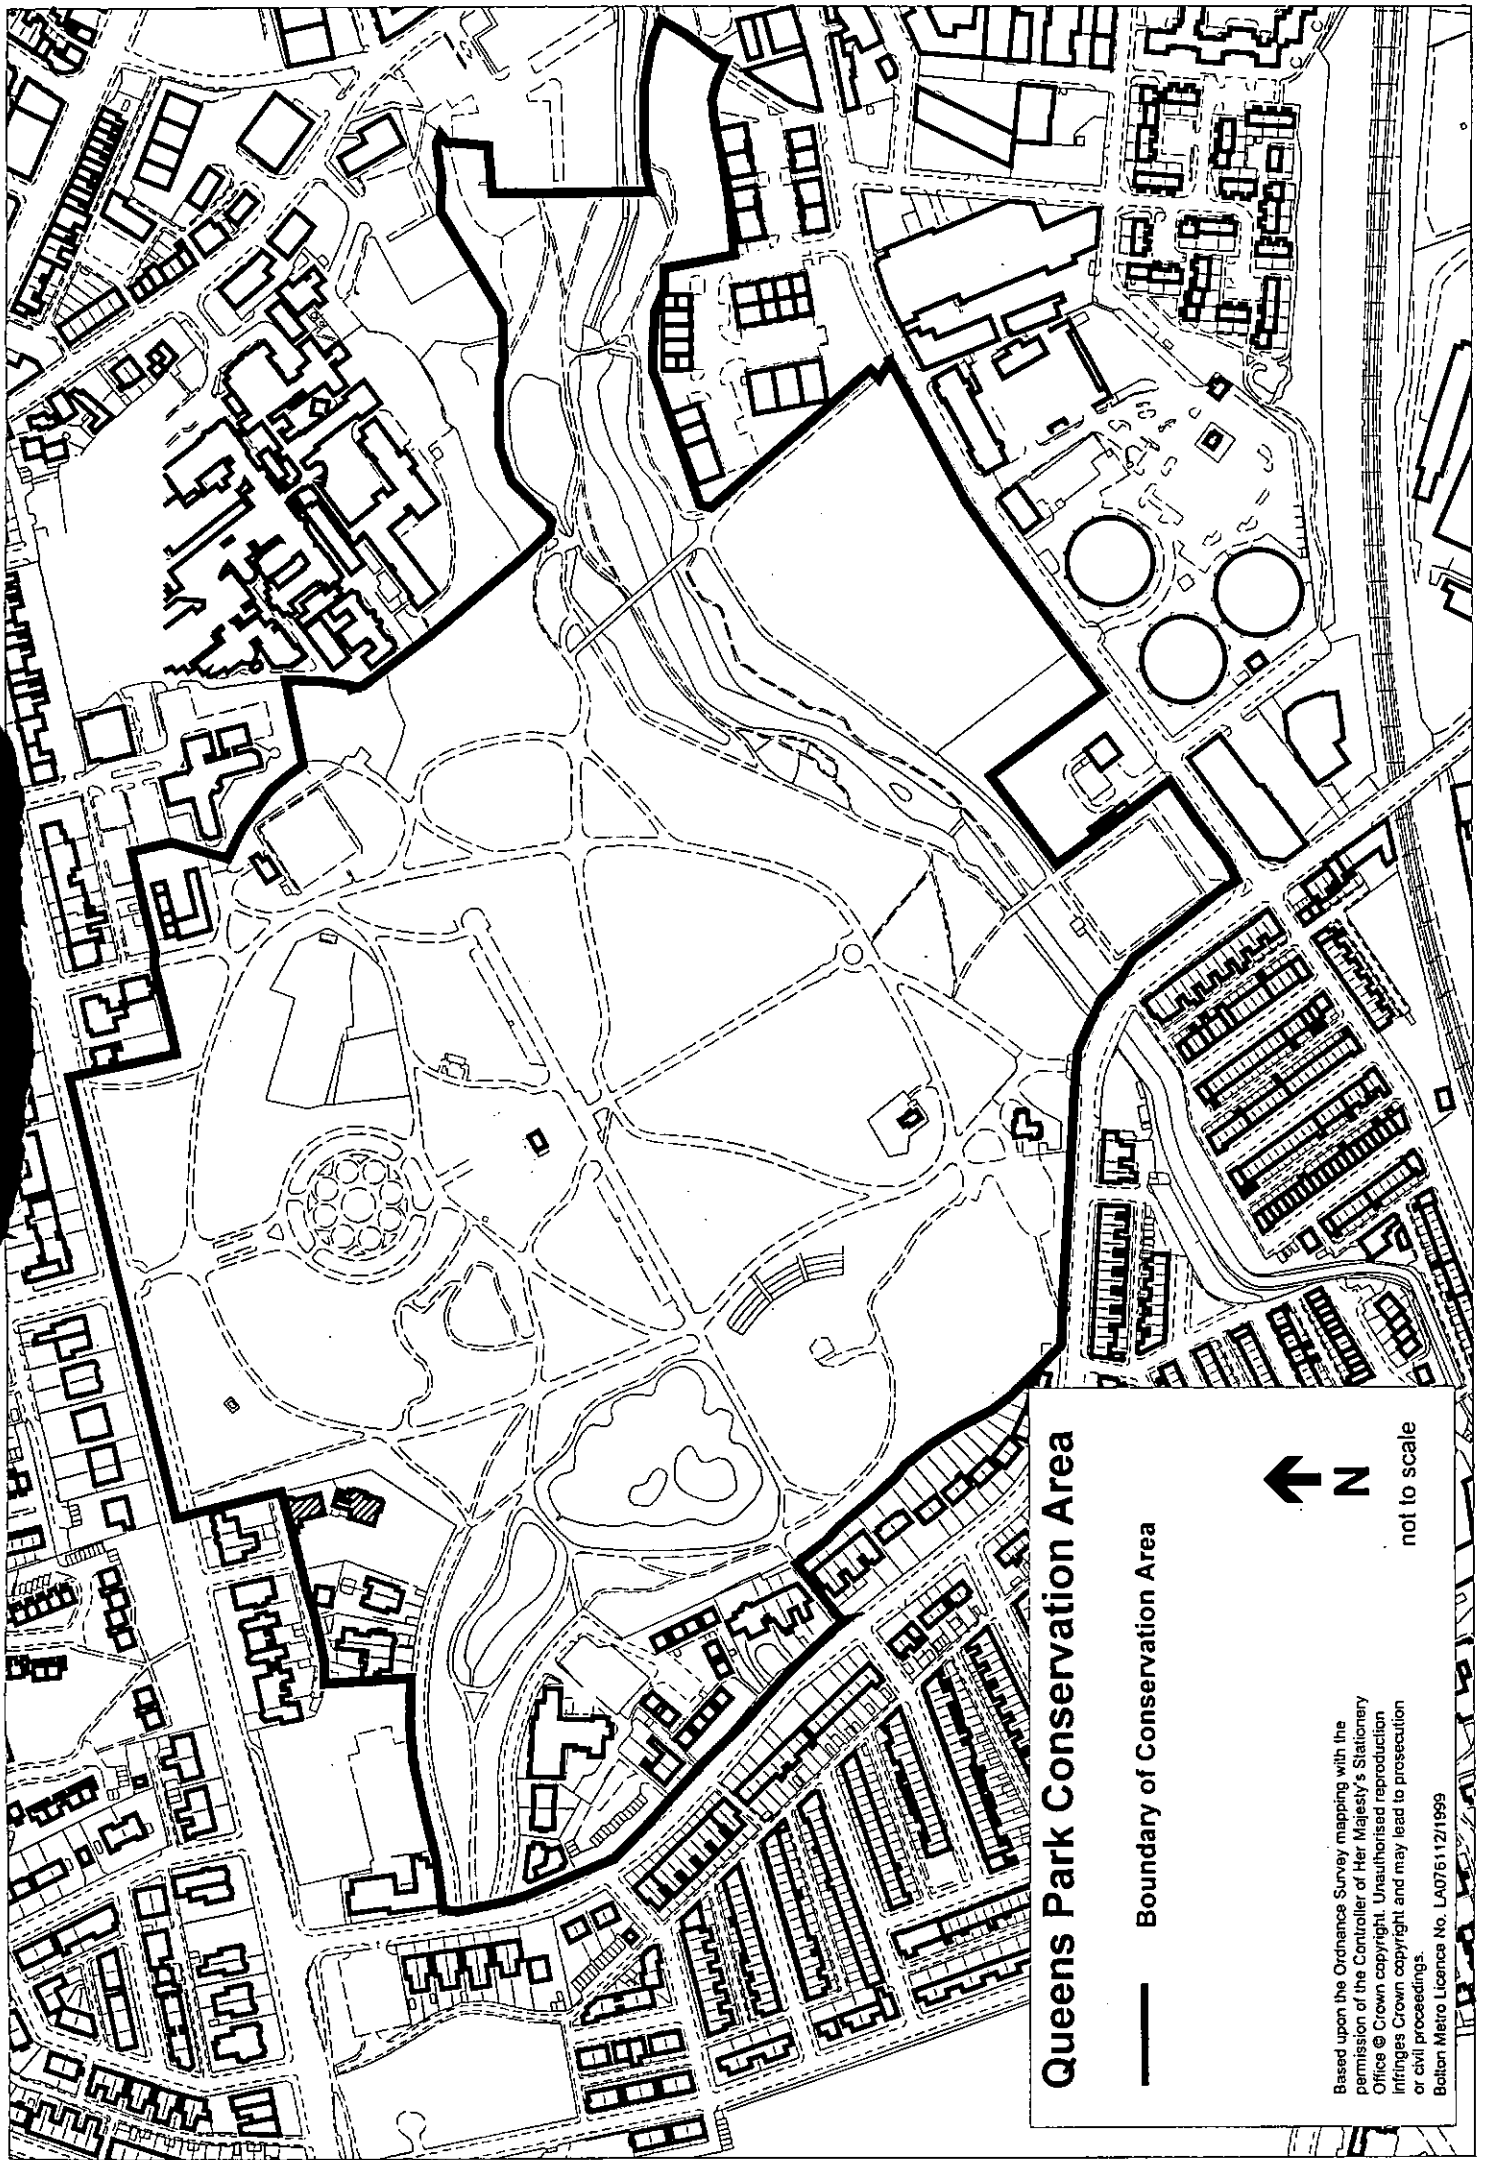 Queens Park Conservation Area
Boundary of Conservation Area
N
not to scale
Based upon the Ordnance Survey mapping with the
permission of the Controller of Her Majesty's Stationery
Office © Crown copyright. Unauthorised reproduction
infringes Crown copyright and may lead to prosecution
or civil proceedings.
Bolton Metro Licence No. LA076112/1999